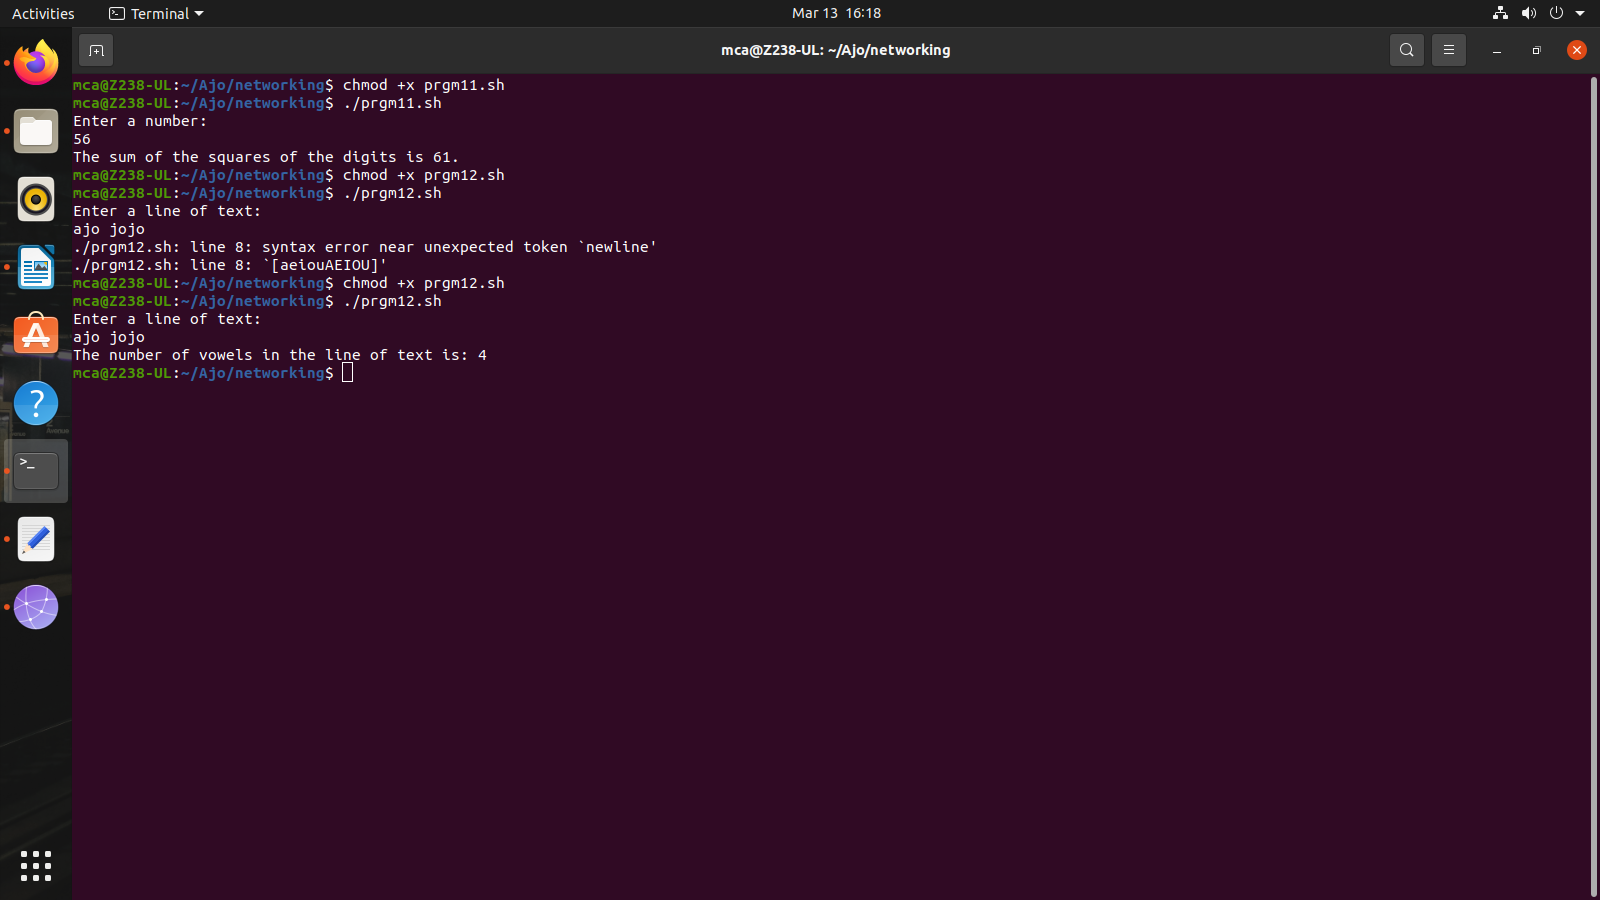 Activities Terminal Mar 13 16:18
mca@Z238-UL: ~/Ajo/networking
mca@Z238-UL:~/Ajo/networking$ chmod +x prgm11.sh
mca@Z238-UL:~/Ajo/networking$ ./prgm11.sh
Enter a number:
56
The sum of the squares of the digits is 61.
mca@Z238-UL:~/Ajo/networking$ chmod +x prgm12.sh
mca@Z238-UL:~/Ajo/networking$ ./prgm12.sh
Enter a line of text:
ajo jojo
./prgm12.sh: line 8: syntax error near unexpected token `newline'
./prgm12.sh: line 8: `[aeiouAEIOU]'
mca@Z238-UL:~/Ajo/networking$ chmod +x prgm12.sh
mca@Z238-UL:~/Ajo/networking$ ./prgm12.sh
Enter a line of text:
ajo jojo
The number of vowels in the line of text is: 4
mca@Z238-UL:~/Ajo/networking$